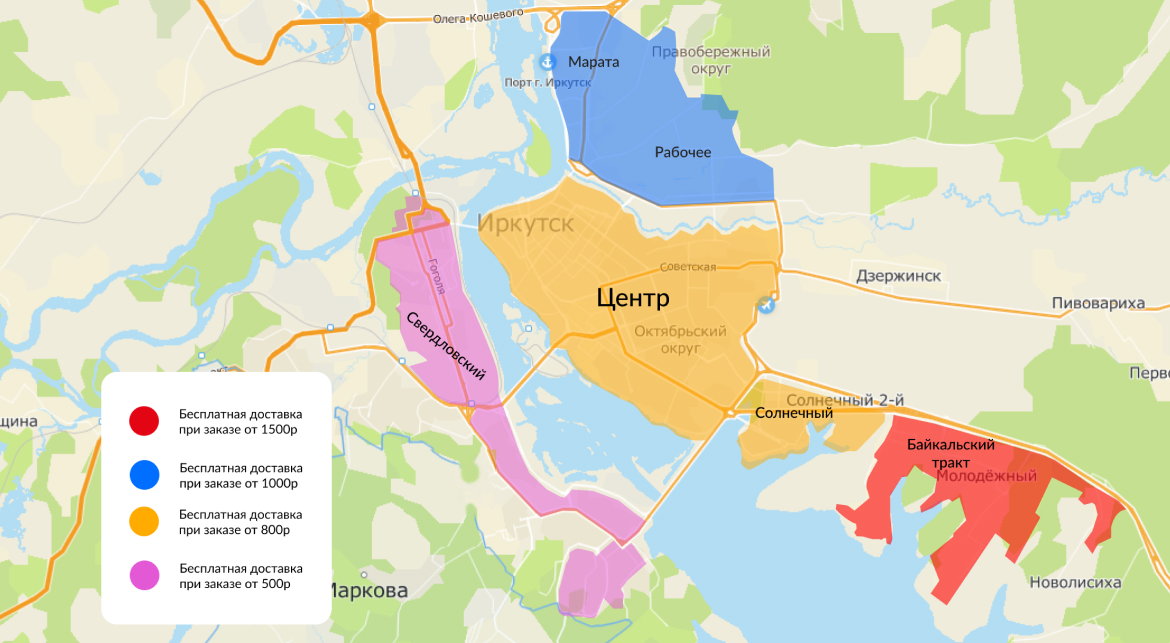 Олега Кошевого
Марата
Правобережный
округ
Порт г. Иркутск
Рабочее
Иркутск
Гоголя
Советская
Дзержинск
Центр
Пивовариха
Октябрьский
округ
Свердловский
Перво
Солнечный 2-й
Солнечный
щина
Байкальский
тракт
Молодёжный
Новолисиха
Маркова
Бесплатная доставка
при заказе от 1500р
Бесплатная доставка
при заказе от 1000р
Бесплатная доставка
при заказе от 800р
Бесплатная доставка
при заказе от 500р